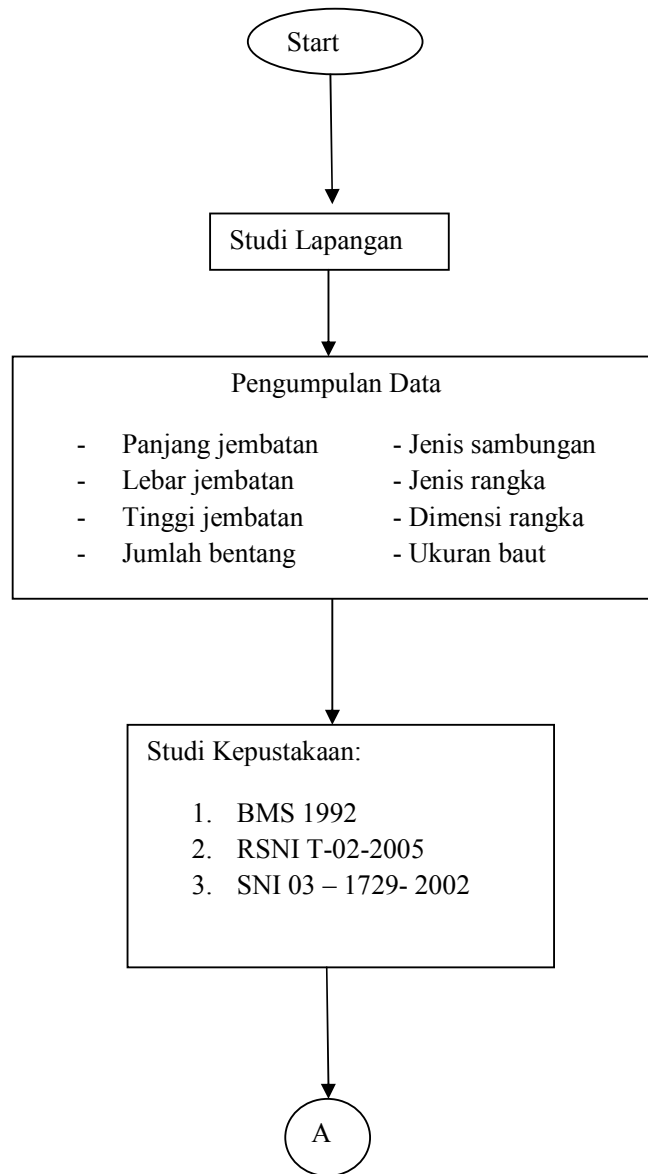 Start
Studi Lapangan
Pengumpulan Data
- Panjang jembatan - Jenis sambungan
- Lebar jembatan - Jenis rangka
- Tinggi jembatan - Dimensi rangka
- Jumlah bentang - Ukuran baut
Studi Kepustakaan:
1. BMS 1992
2. RSNI T-02-2005
3. SNI 03 – 1729- 2002
A